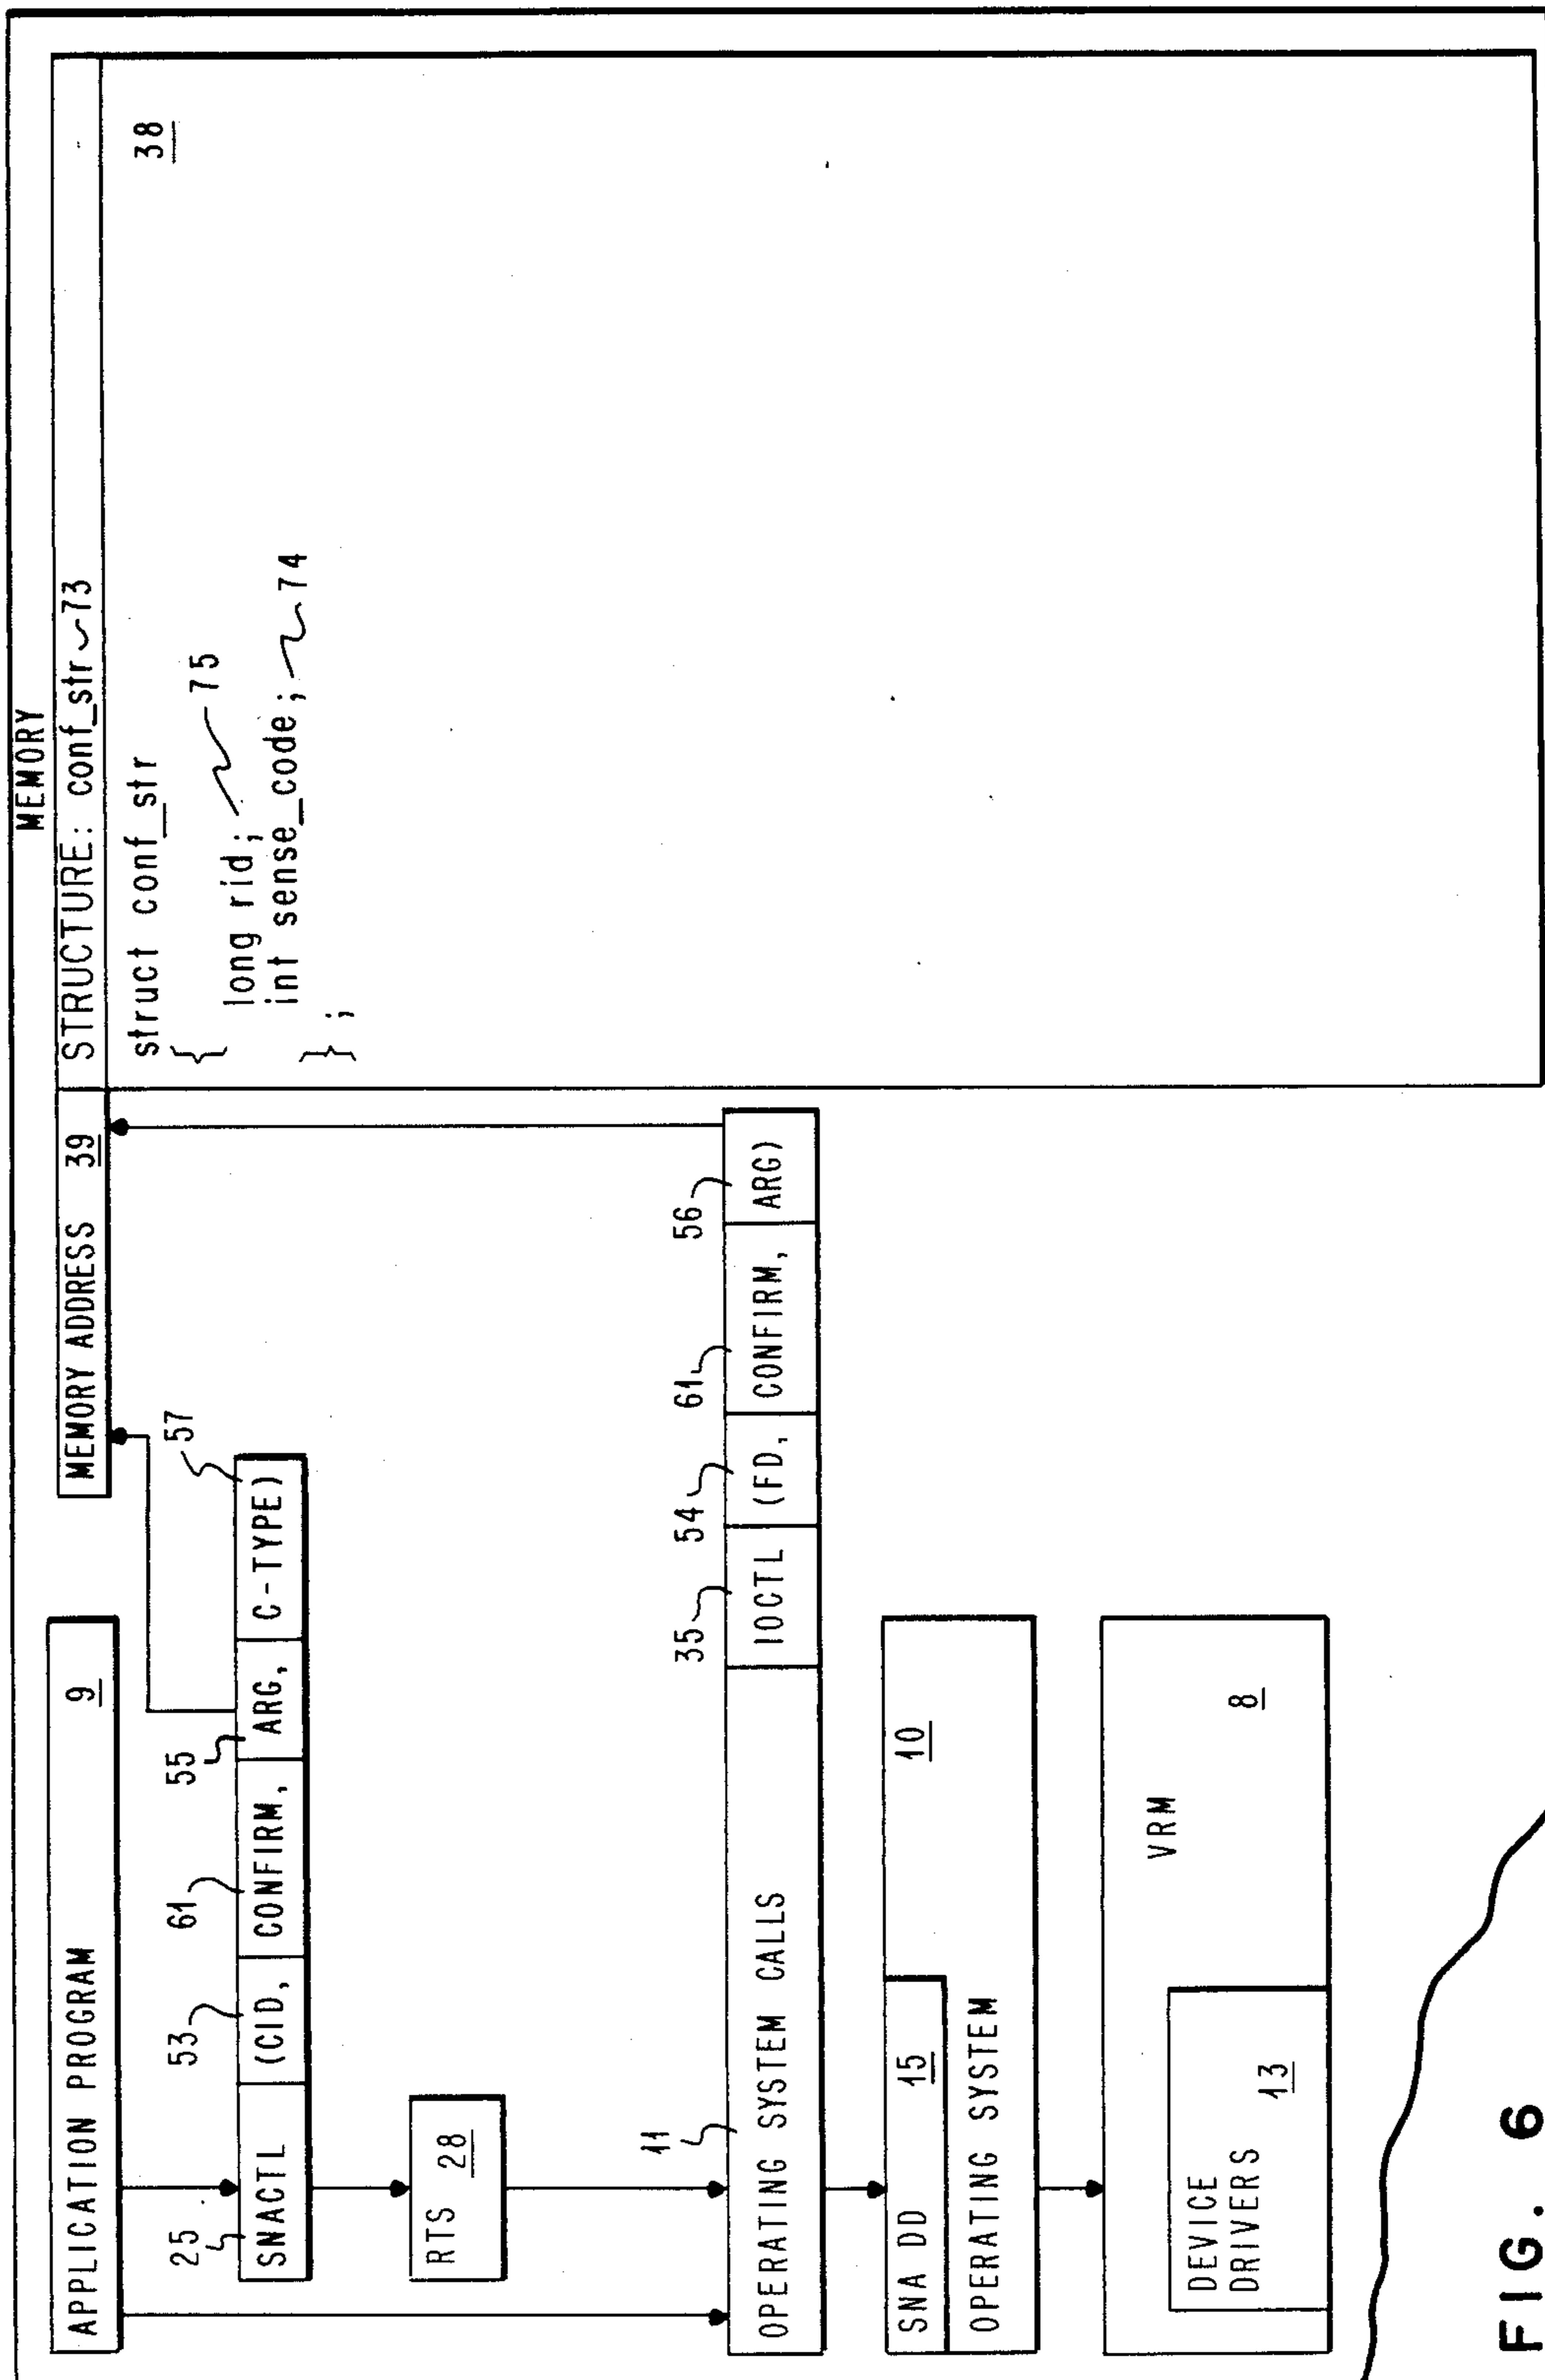 MEMORY
APPLICATION PROGRAM 9
MEMORY ADDRESS 39
STRUCTURE: conf_str 73
38
struct conf_str
{
long rid; 75
int sense_code; 74
};
25 53 61 55 57
SNACTL (CID, CONFIRM, ARG, C-TYPE)
RTS 28
11 35 54 61 56
OPERATING SYSTEM CALLS IOCTL (FD, CONFIRM, ARG)
SNA DD 15 10
OPERATING SYSTEM
VRM 8
DEVICE
DRIVERS 13
FIG. 6